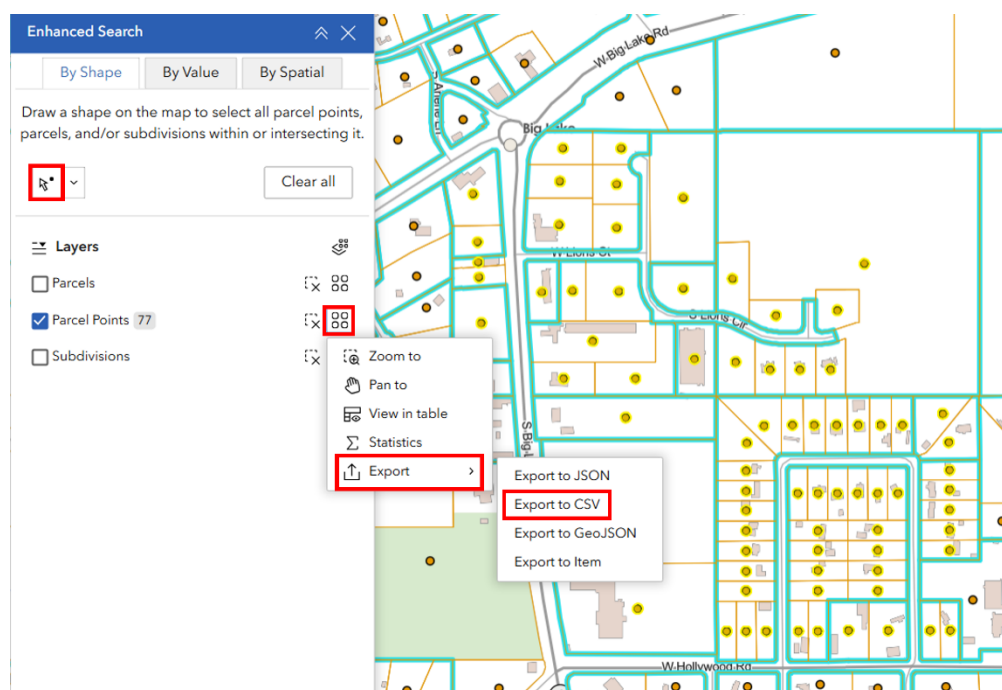 Enhanced Search
By Shape
By Value
By Spatial
Draw a shape on the map to select all parcel points,
parcels, and/or subdivisions within or intersecting it.
Clear all
Layers
Parcels
Parcel Points 77
Subdivisions
Zoom to
Pan to
View in table
Statistics
Export
Export to JSON
Export to CSV
Export to GeoJSON
Export to Item
W Big Lake Rd
Big Lake
W Lions Ct
S Lions Cir
W Hollywood Rd